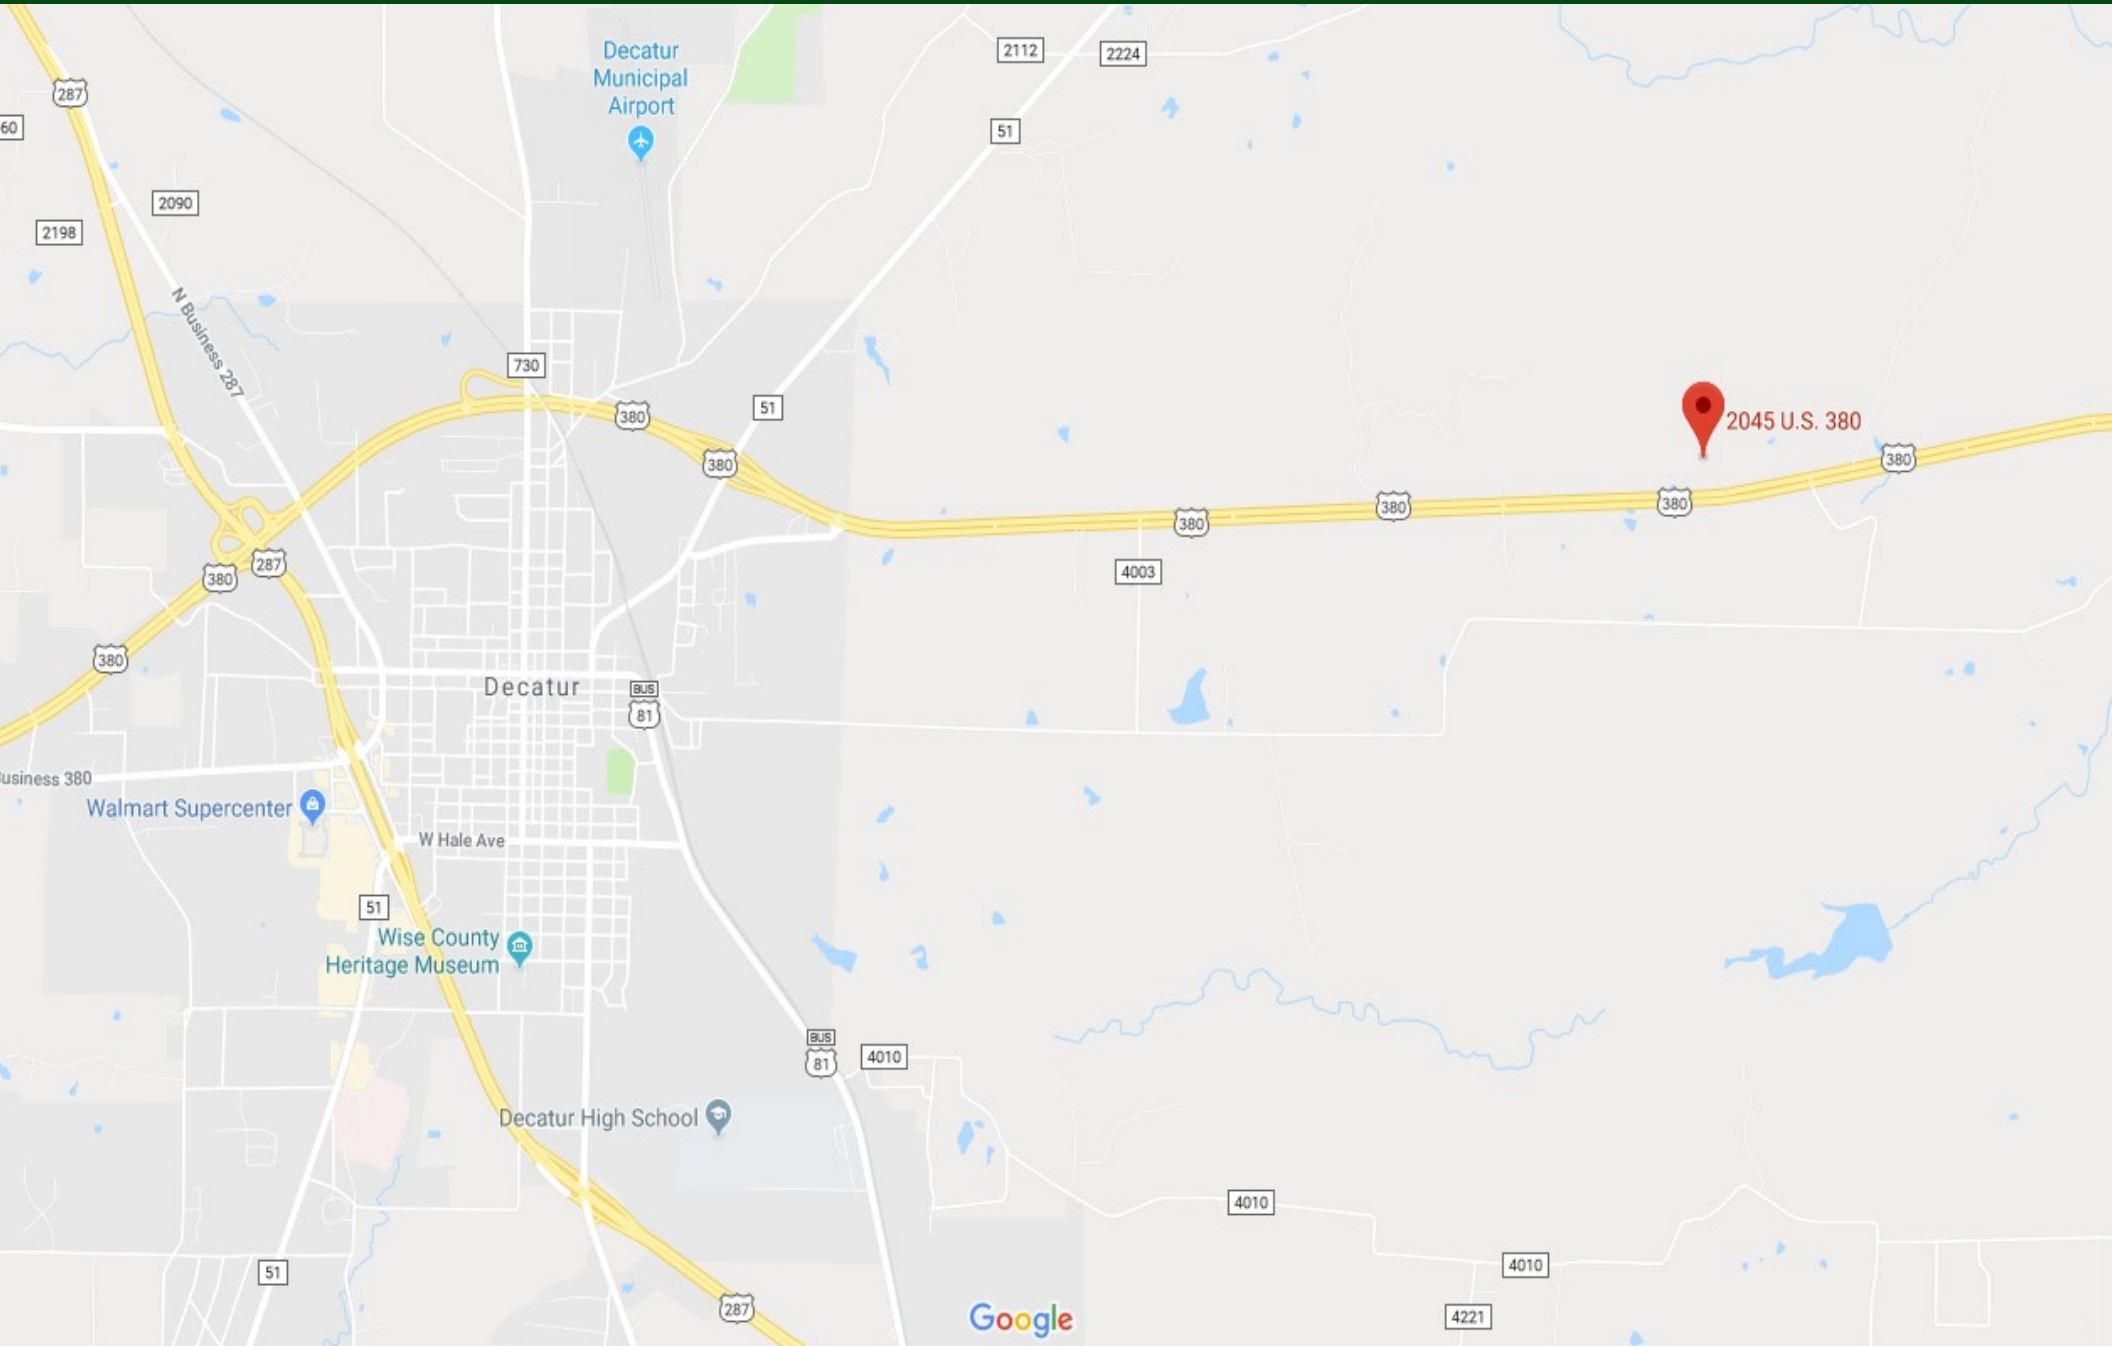 Decatur
Municipal
Airport
2112
2224
287
60
51
2090
2198
N Business 287
730
51
380
2045 U.S. 380
380
380
380
380
380
287
380
4003
380
Decatur
BUS
81
usiness 380
Walmart Supercenter
W Hale Ave
51
Wise County
Heritage Museum
BUS
81
4010
Decatur High School
4010
51
4010
287
Google
4221